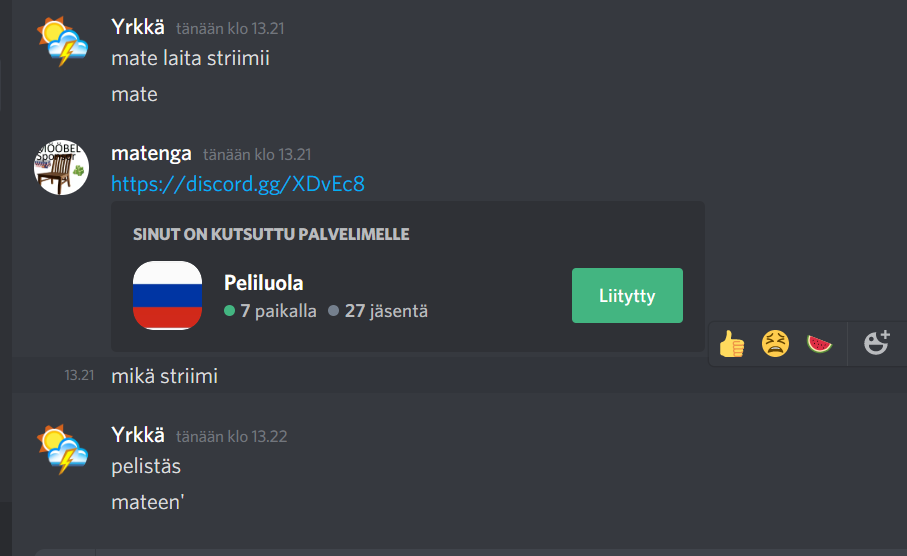 Yrkkä tänään klo 13.21
mate laita striimii
mate
MÖÖBEL
Sponsor
matenga tänään klo 13.21
https://discord.gg/XDvEc8
SINUT ON KUTSUTTU PALVELIMELLE
Peliluola
7 paikalla 27 jäsentä
Liitytty
13.21 mikä striimi
Yrkkä tänään klo 13.22
pelistäs
mateen'